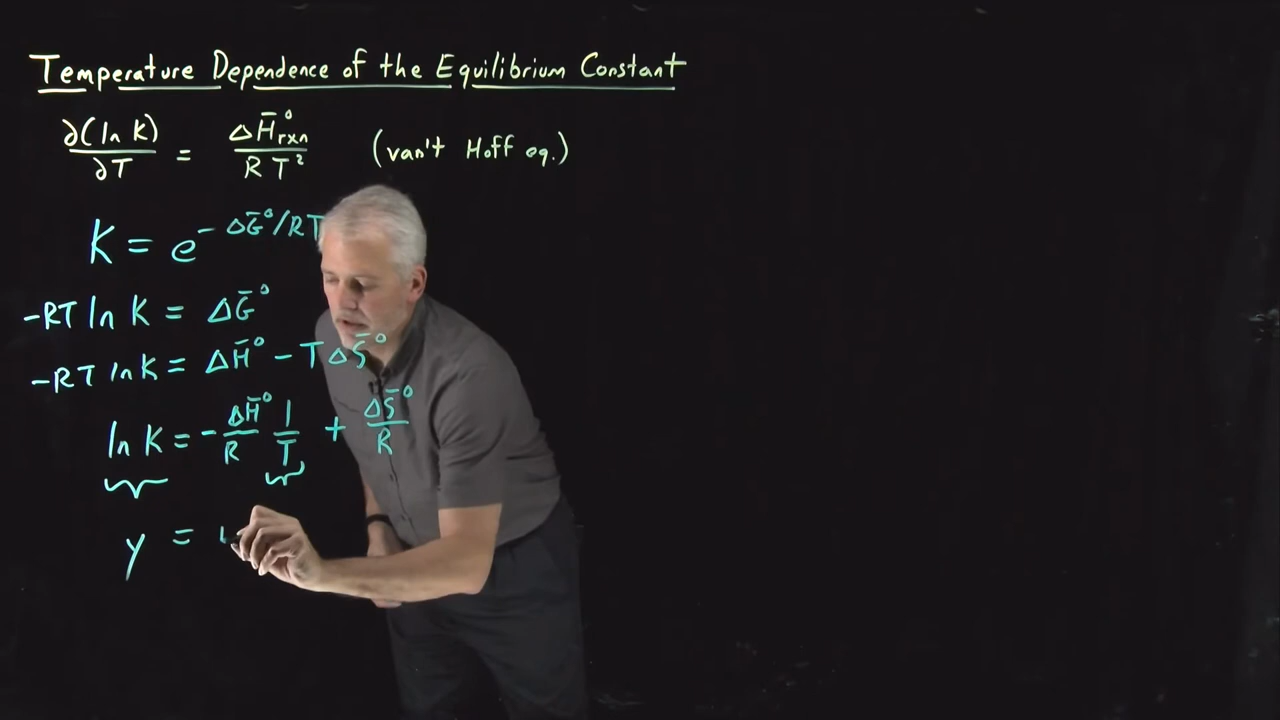 Temperature Dependence of the Equilibrium Constant
∂(ln K)/∂T = ΔH̄°rxn/R T² (van't Hoff eq.)
K = e^(-ΔḠ°/RT)
-RT ln K = ΔḠ°
-RT ln K = ΔH̄° - TΔS̄°
ln K = -ΔH̄°/R 1/T + ΔS̄°/R
y =